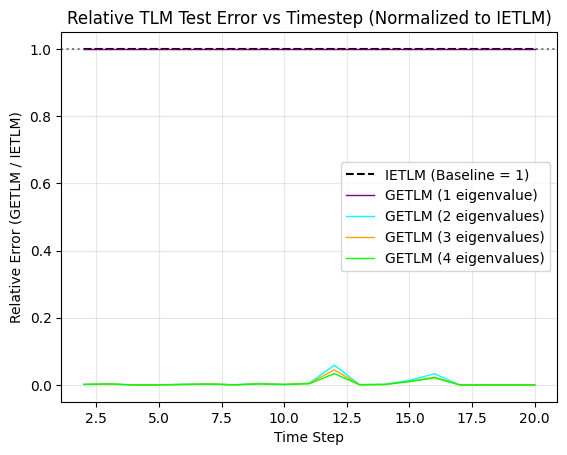 Relative TLM Test Error vs Timestep (Normalized to IETLM)
Relative Error (GETLM / IETLM)
1.0
0.8
0.6
0.4
0.2
0.0
IETLM (Baseline = 1)
GETLM (1 eigenvalue)
GETLM (2 eigenvalues)
GETLM (3 eigenvalues)
GETLM (4 eigenvalues)
2.5 5.0 7.5 10.0 12.5 15.0 17.5 20.0
Time Step